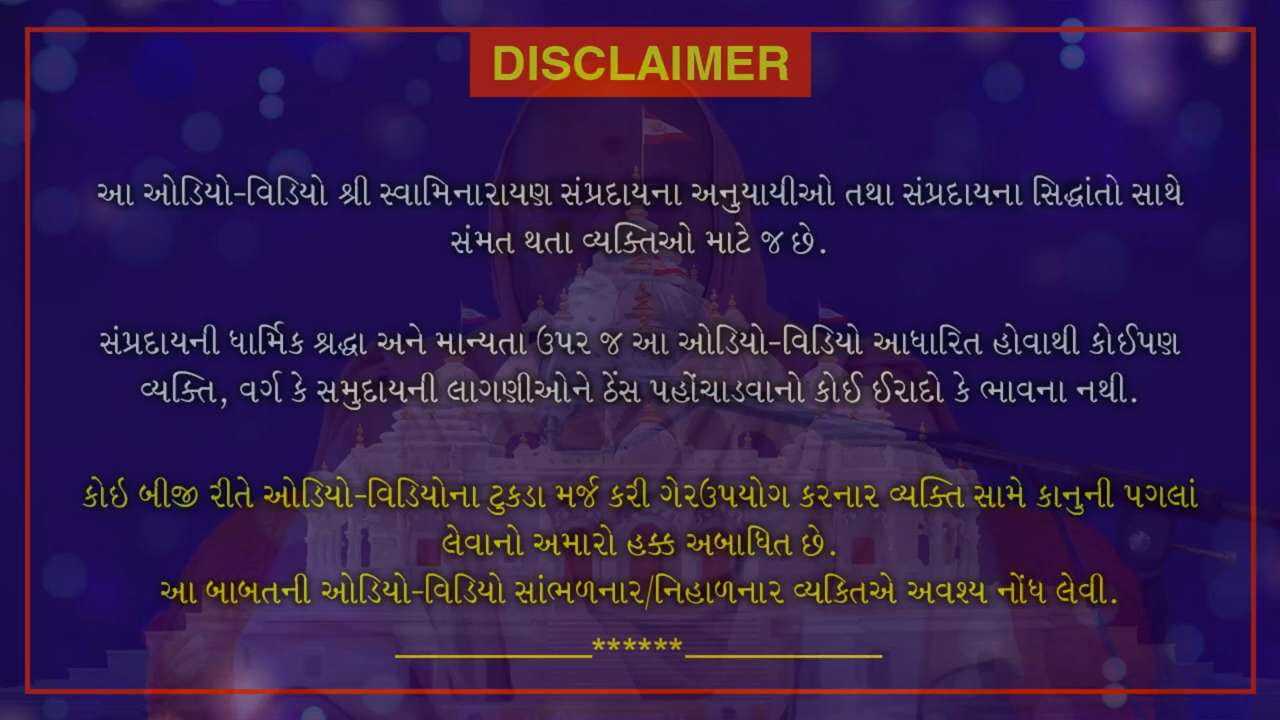 DISCLAIMER
આ ઓડિયો-વિડિયો શ્રી સ્વામિનારાયણ સંપ્રદાયના અનુયાયીઓ તથા સંપ્રદાયના સિદ્ધાંતો સાથે
સંમત થતા વ્યક્તિઓ માટે જ છે.
સંપ્રદાયની ધાર્મિક શ્રદ્ધા અને માન્યતા ઉપર જ આ ઓડિયો-વિડિયો આધારિત હોવાથી કોઈપણ
વ્યક્તિ, વર્ગ કે સમુદાયની લાગણીઓને ઠેંસ પહોંચાડવાનો કોઈ ઈરાદો કે ભાવના નથી.
કોઇ બીજી રીતે ઓડિયો-વિડિયોના ટુકડા મર્જ કરી ગેરઉપયોગ કરનાર વ્યક્તિ સામે કાનુની પગલાં
લેવાનો અમારો હક્ક અબાધિત છે.
આ બાબતની ઓડિયો-વિડિયો સાંભળનાર/નિહાળનાર વ્યકિતએ અવશ્ય નોંધ લેવી.
____________******____________